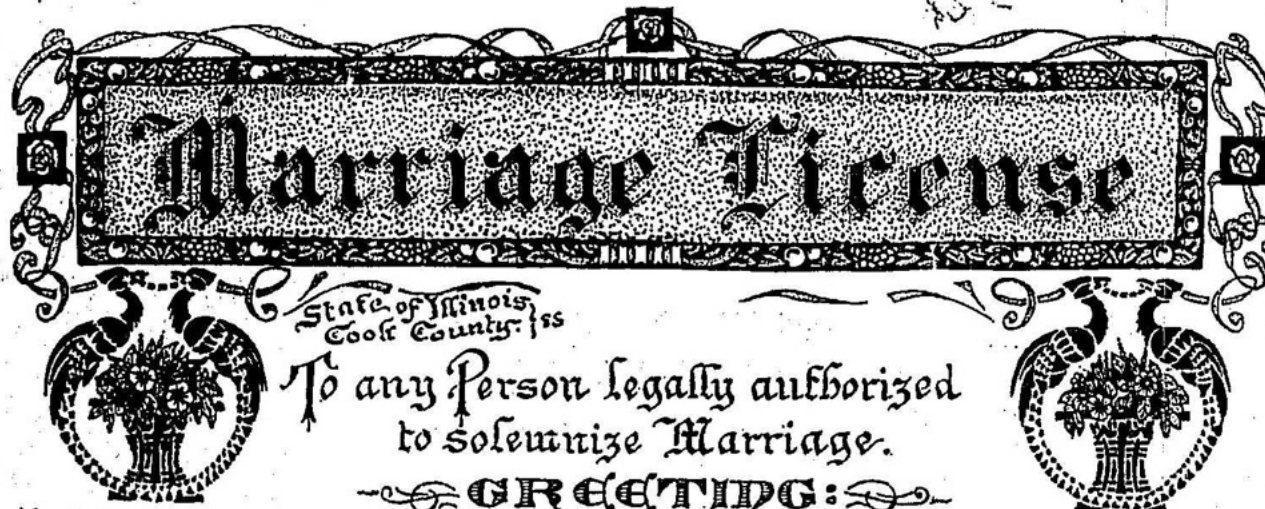 Marriage License
State of Illinois, } ss
Cook County.
To any Person legally authorized
to solemnize Marriage.
GREETING: